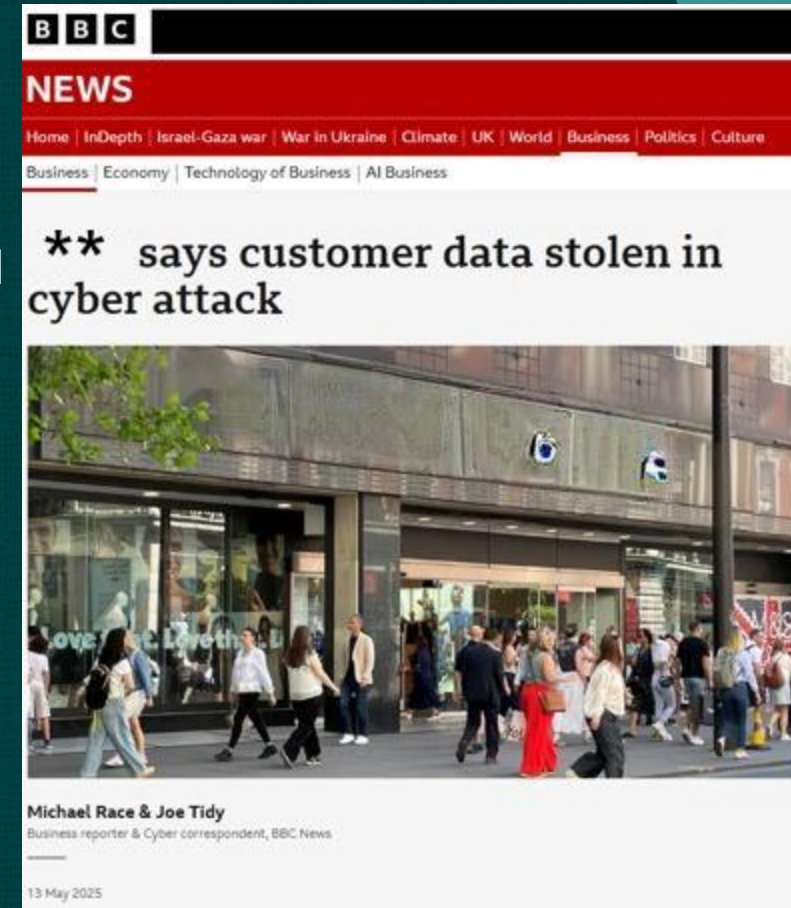 BBC
NEWS
Home | InDepth | Israel-Gaza war | War in Ukraine | Climate | UK | World | Business | Politics | Culture
Business | Economy | Technology of Business | AI Business
** says customer data stolen in
cyber attack
Love
Michael Race & Joe Tidy
Business reporter & Cyber correspondent, BBC News
13 May 2025